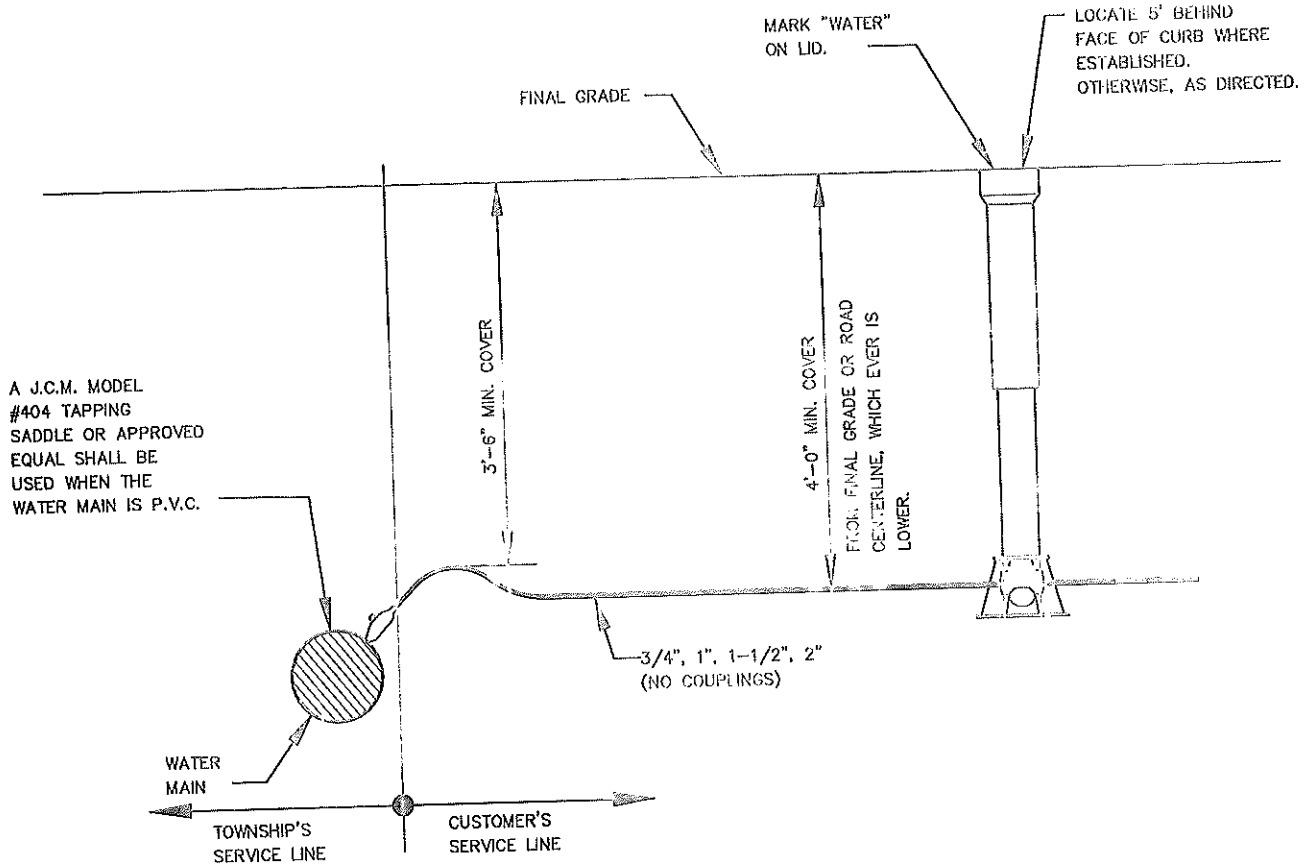 MARK "WATER"
ON LID.
LOCATE 5' BEHIND
FACE OF CURB WHERE
ESTABLISHED.
OTHERWISE, AS DIRECTED.
FINAL GRADE
A J.C.M. MODEL
#404 TAPPING
SADDLE OR APPROVED
EQUAL SHALL BE
USED WHEN THE
WATER MAIN IS P.V.C.
3'-6" MIN. COVER
4'-0" MIN. COVER
FROM FINAL GRADE OR ROAD
CENTERLINE, WHICH EVER IS
LOWER.
3/4", 1", 1-1/2", 2"
(NO COUPLINGS)
WATER
MAIN
TOWNSHIP'S
SERVICE LINE
CUSTOMER'S
SERVICE LINE